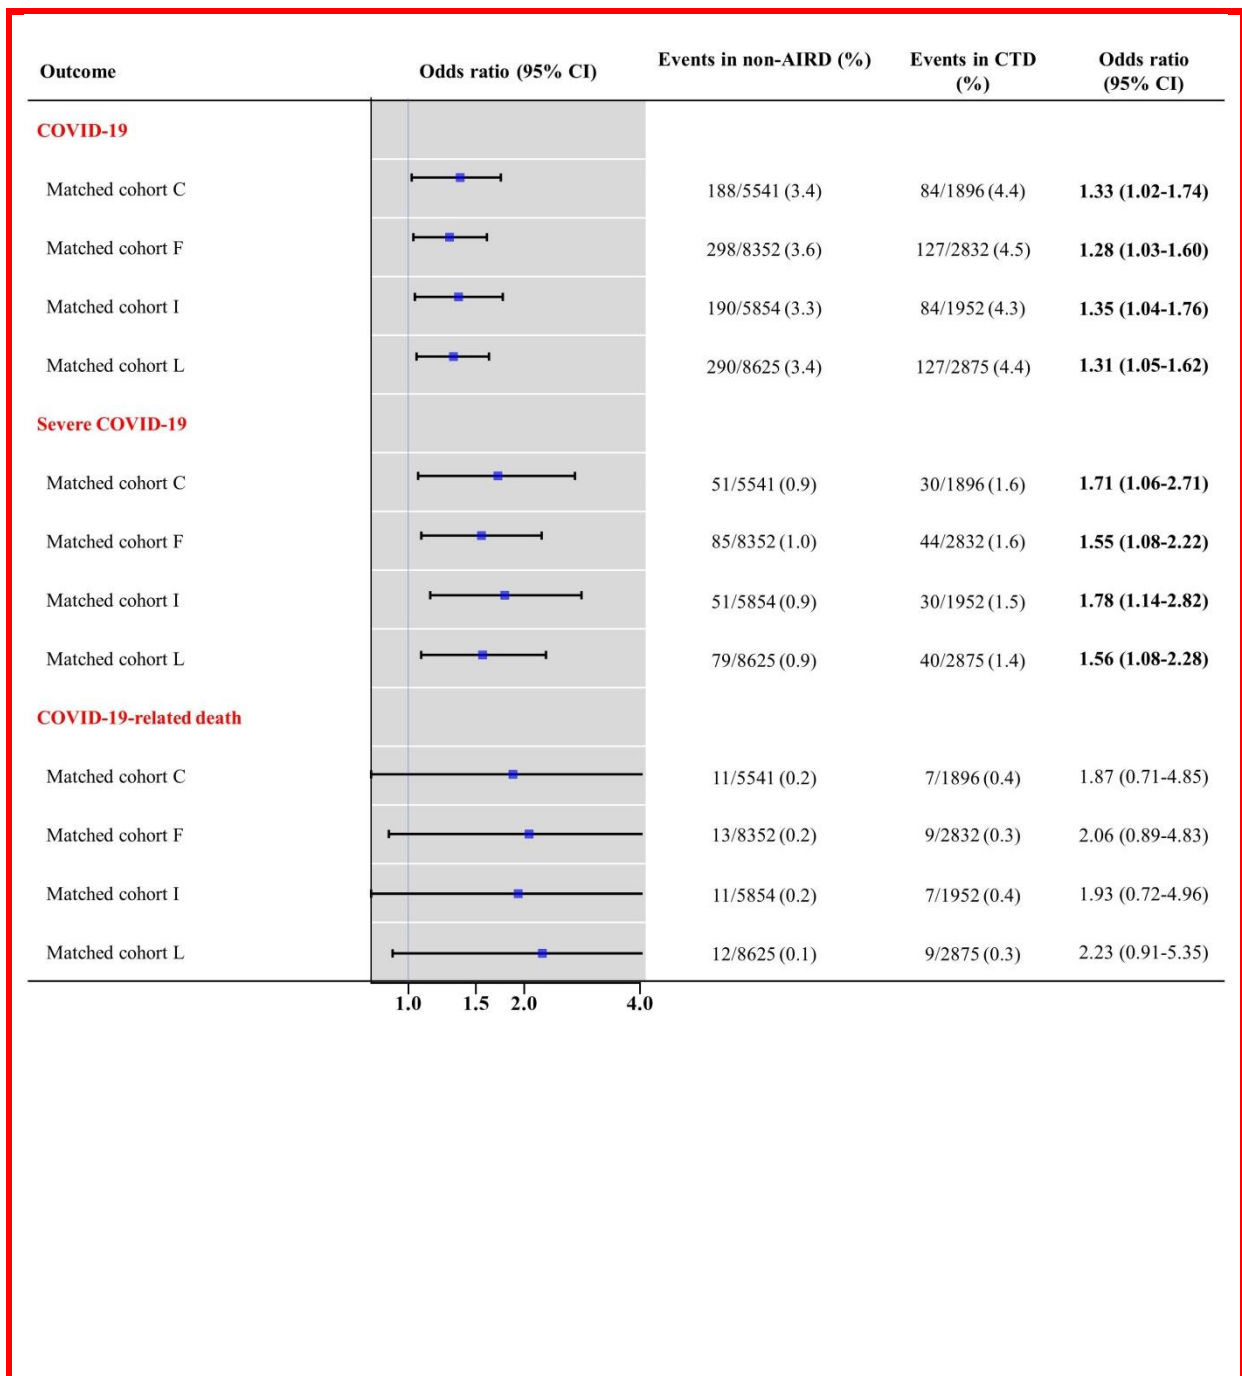 Outcome Odds ratio (95% CI) Events in non-AIRD (%) Events in CTD (%) Odds ratio (95% CI)
COVID-19
Matched cohort C 188/5541 (3.4) 84/1896 (4.4) 1.33 (1.02-1.74)
Matched cohort F 298/8352 (3.6) 127/2832 (4.5) 1.28 (1.03-1.60)
Matched cohort I 190/5854 (3.3) 84/1952 (4.3) 1.35 (1.04-1.76)
Matched cohort L 290/8625 (3.4) 127/2875 (4.4) 1.31 (1.05-1.62)
Severe COVID-19
Matched cohort C 51/5541 (0.9) 30/1896 (1.6) 1.71 (1.06-2.71)
Matched cohort F 85/8352 (1.0) 44/2832 (1.6) 1.55 (1.08-2.22)
Matched cohort I 51/5854 (0.9) 30/1952 (1.5) 1.78 (1.14-2.82)
Matched cohort L 79/8625 (0.9) 40/2875 (1.4) 1.56 (1.08-2.28)
COVID-19-related death
Matched cohort C 11/5541 (0.2) 7/1896 (0.4) 1.87 (0.71-4.85)
Matched cohort F 13/8352 (0.2) 9/2832 (0.3) 2.06 (0.89-4.83)
Matched cohort I 11/5854 (0.2) 7/1952 (0.4) 1.93 (0.72-4.96)
Matched cohort L 12/8625 (0.1) 9/2875 (0.3) 2.23 (0.91-5.35)
1.0 1.5 2.0 4.0